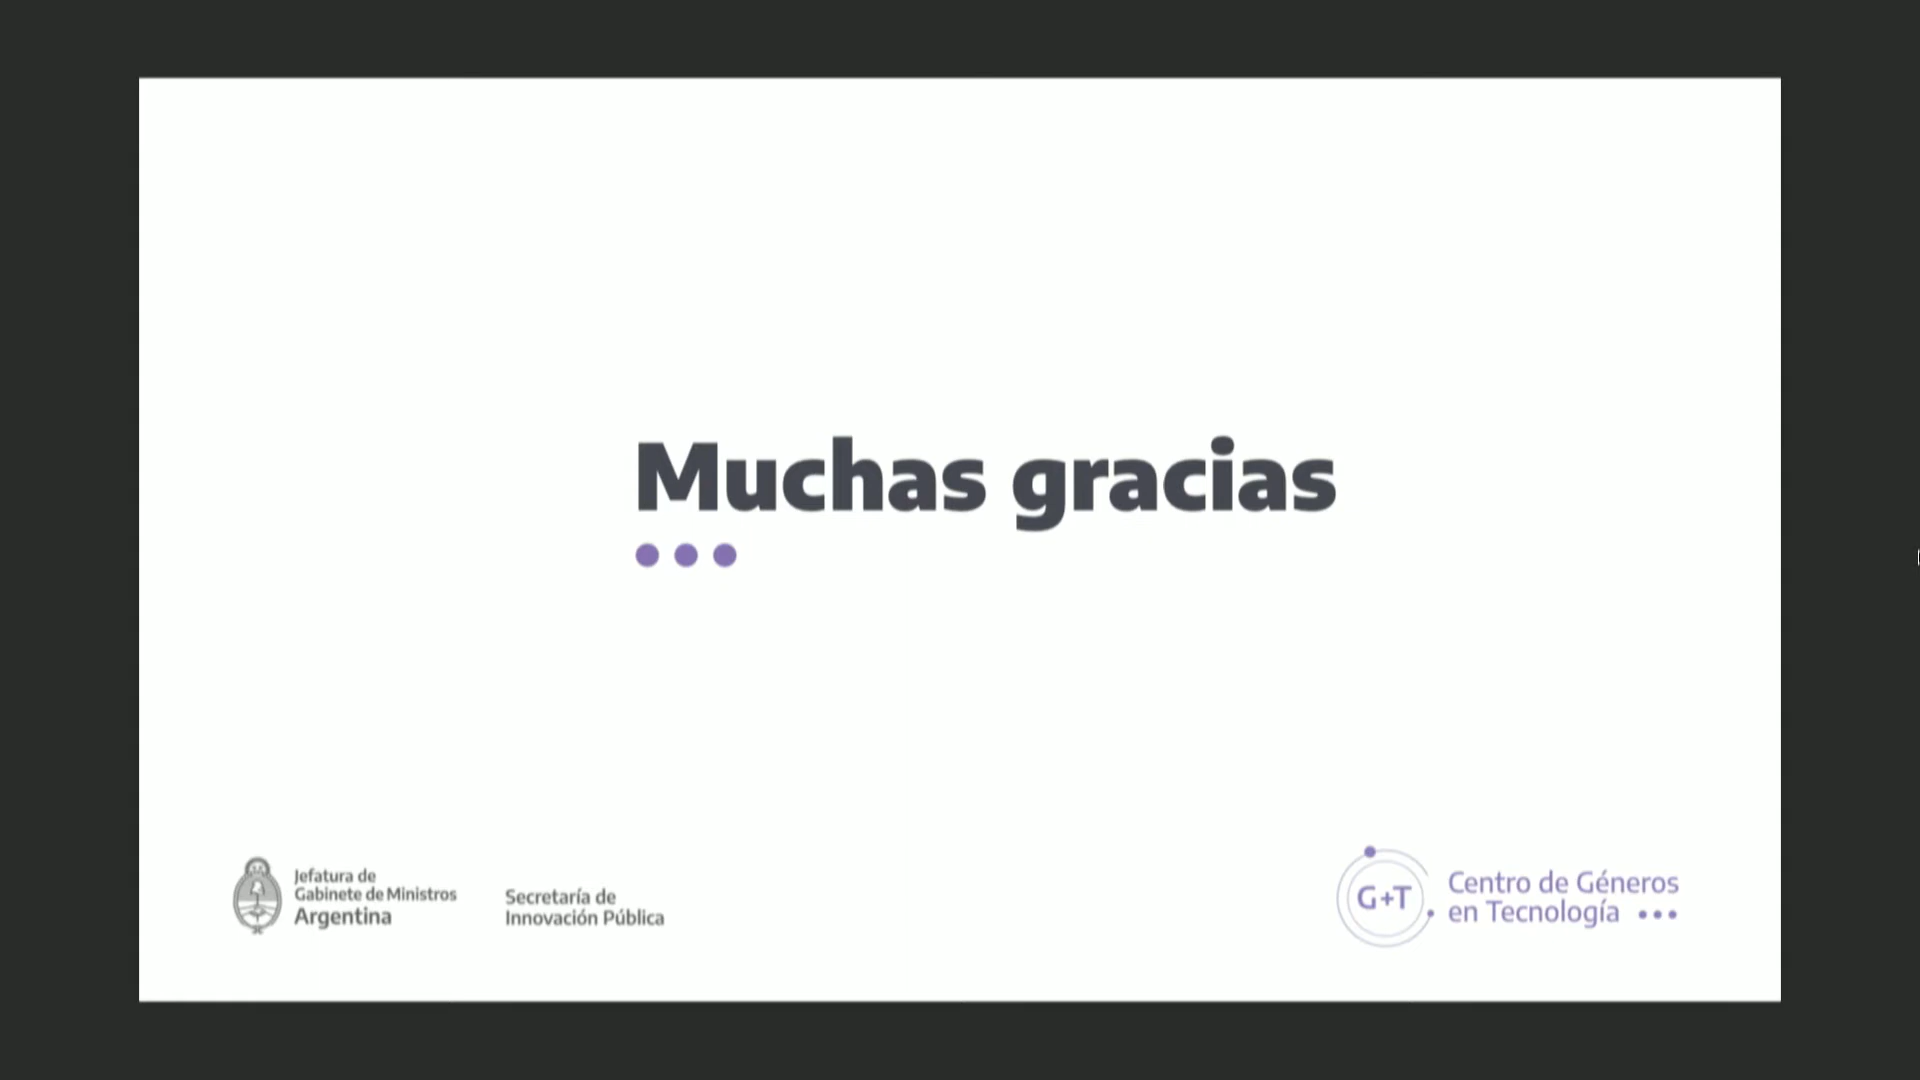 Muchas gracias
Jefatura de
Gabinete de Ministros
Argentina
Secretaría de
Innovación Pública
G+T
Centro de Géneros
en Tecnología